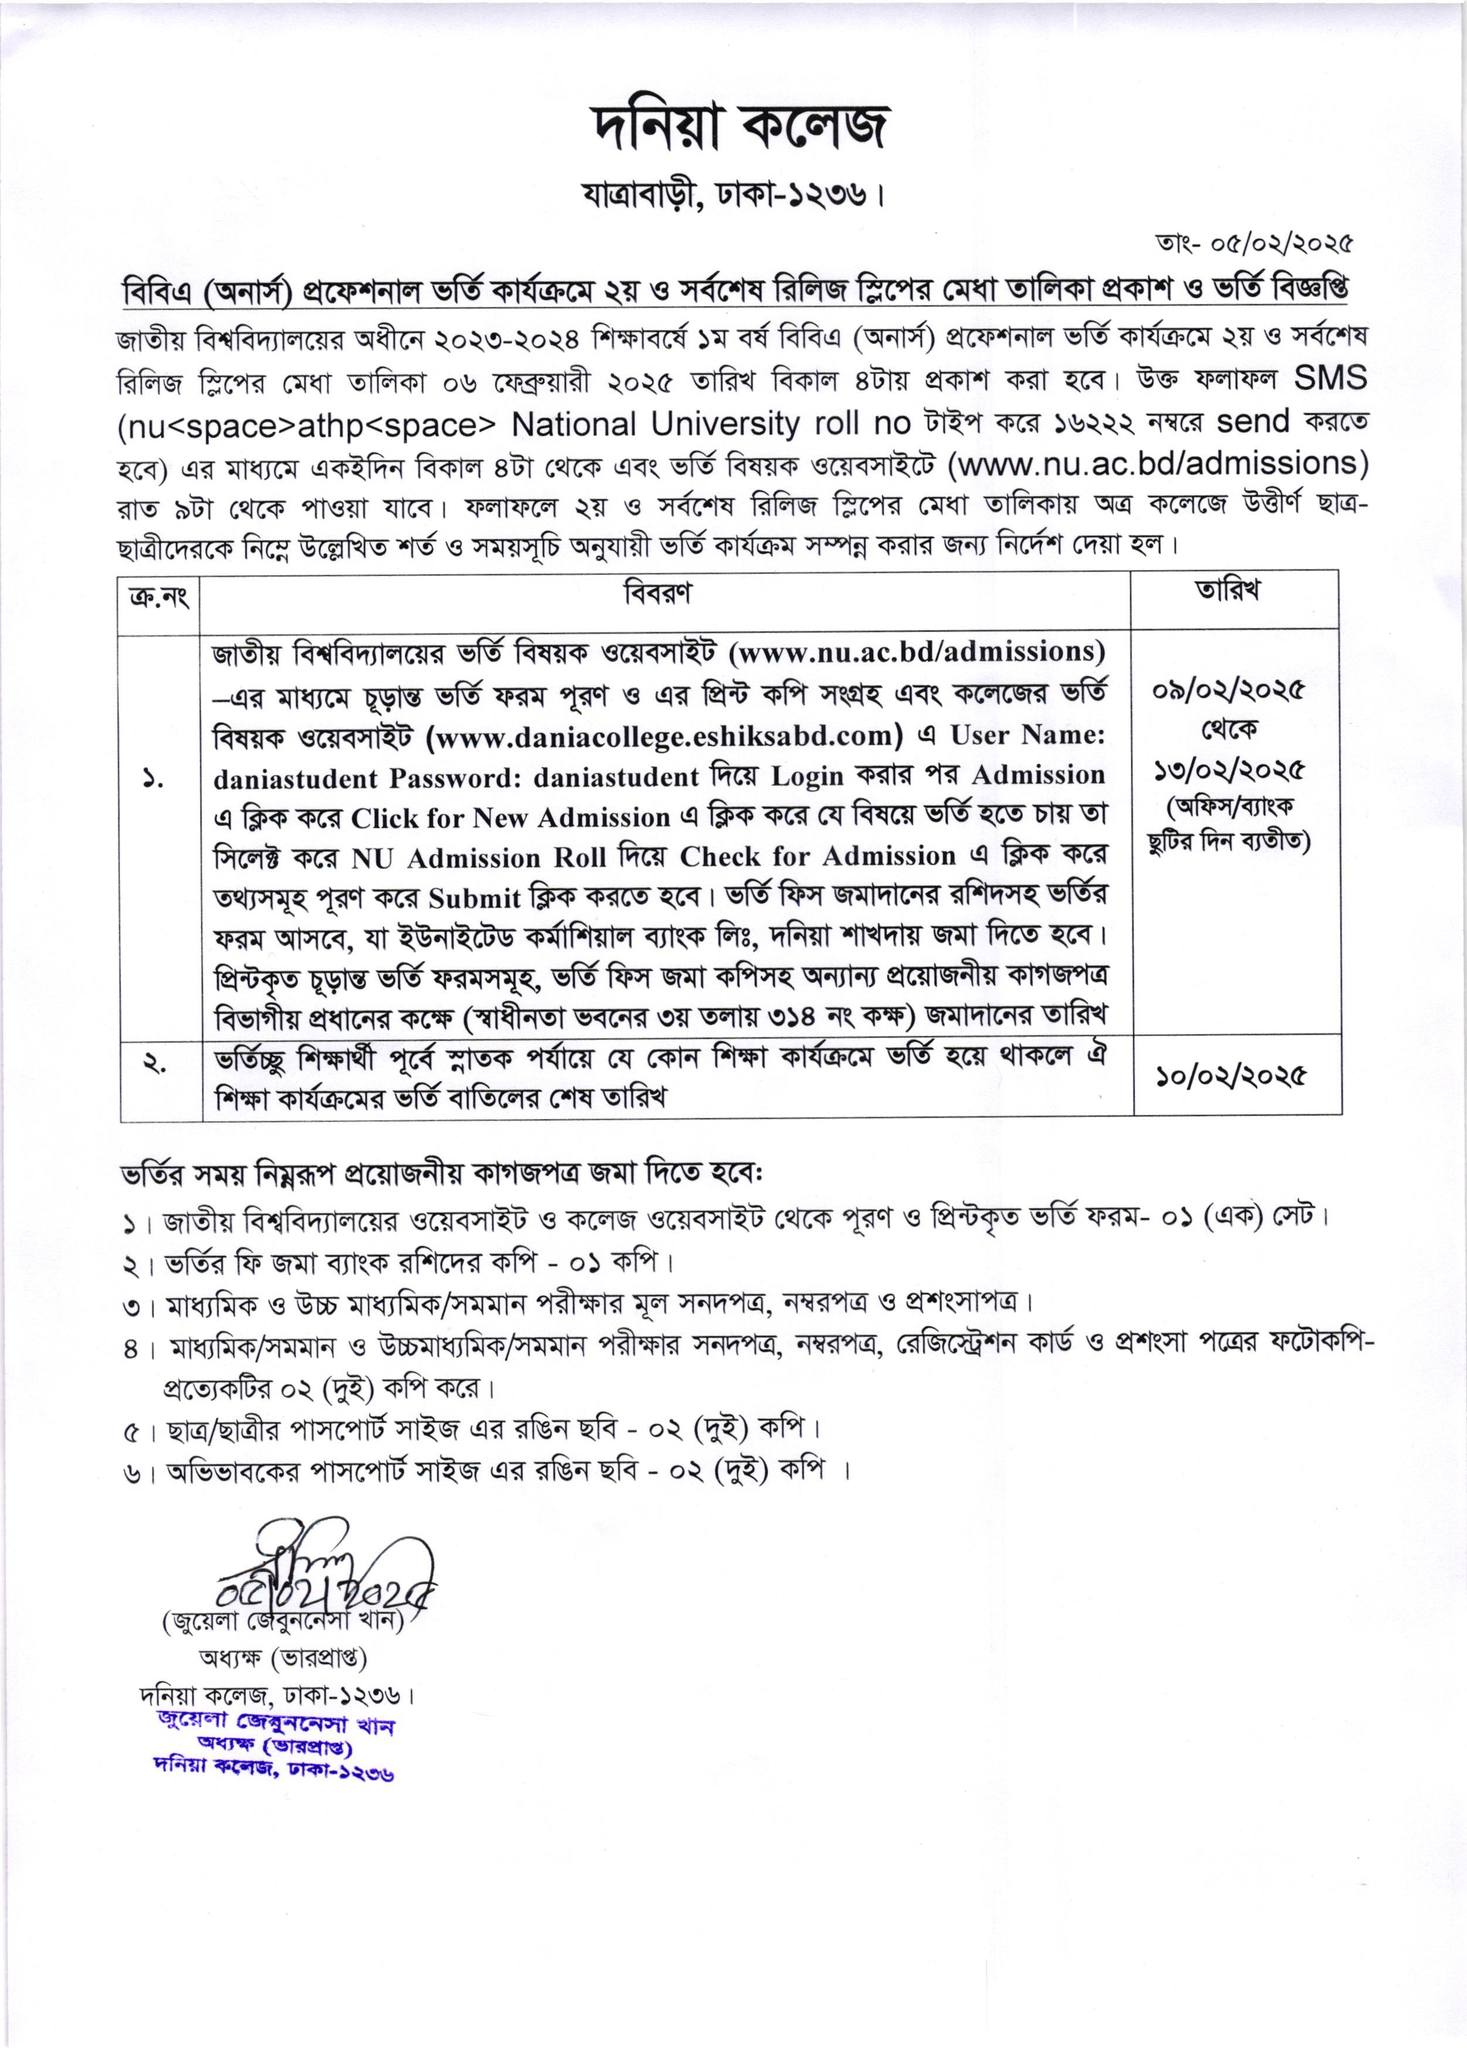 দনিয়া কলেজ
যাত্রাবাড়ী, ঢাকা-১২৩৬।
তাং- ০৫/০২/২০২৫
বিবিএ (অনার্স) প্রফেশনাল ভর্তি কার্যক্রমে ২য় ও সর্বশেষ রিলিজ স্লিপের মেধা তালিকা প্রকাশ ও ভর্তি বিজ্ঞপ্তি
জাতীয় বিশ্ববিদ্যালয়ের অধীনে ২০২৩-২০২৪ শিক্ষাবর্ষে ১ম বর্ষ বিবিএ (অনার্স) প্রফেশনাল ভর্তি কার্যক্রমে ২য় ও সর্বশেষ
রিলিজ স্লিপের মেধা তালিকা ০৬ ফেব্রুয়ারী ২০২৫ তারিখ বিকাল ৪টায় প্রকাশ করা হবে। উক্ত ফলাফল SMS
(nu<space>athp<space> National University roll no টাইপ করে ১৬২২২ নম্বরে send করতে
হবে) এর মাধ্যমে একইদিন বিকাল ৪টা থেকে এবং ভর্তি বিষয়ক ওয়েবসাইটে (www.nu.ac.bd/admissions)
রাত ৯টা থেকে পাওয়া যাবে। ফলাফলে ২য় ও সর্বশেষ রিলিজ স্লিপের মেধা তালিকায় অত্র কলেজে উত্তীর্ণ ছাত্র-
ছাত্রীদেরকে নিম্নে উল্লেখিত শর্ত ও সময়সূচি অনুযায়ী ভর্তি কার্যক্রম সম্পন্ন করার জন্য নির্দেশ দেয়া হল।
ক্র.নং বিবরণ তারিখ
জাতীয় বিশ্ববিদ্যালয়ের ভর্তি বিষয়ক ওয়েবসাইট (www.nu.ac.bd/admissions)
–এর মাধ্যমে চূড়ান্ত ভর্তি ফরম পূরণ ও এর প্রিন্ট কপি সংগ্রহ এবং কলেজের ভর্তি
বিষয়ক ওয়েবসাইট (www.daniacollege.eshiksabd.com) এ User Name:
১. daniastudent Password: daniastudent দিয়ে Login করার পর Admission
এ ক্লিক করে Click for New Admission এ ক্লিক করে যে বিষয়ে ভর্তি হতে চায় তা
সিলেক্ট করে NU Admission Roll দিয়ে Check for Admission এ ক্লিক করে
তথ্যসমূহ পূরণ করে Submit ক্লিক করতে হবে। ভর্তি ফিস জমাদানের রশিদসহ ভর্তির
ফরম আসবে, যা ইউনাইটেড কর্মাশিয়াল ব্যাংক লিঃ, দনিয়া শাখদায় জমা দিতে হবে।
প্রিন্টকৃত চূড়ান্ত ভর্তি ফরমসমূহ, ভর্তি ফিস জমা কপিসহ অন্যান্য প্রয়োজনীয় কাগজপত্র
বিভাগীয় প্রধানের কক্ষে (স্বাধীনতা ভবনের ৩য় তলায় ৩১৪ নং কক্ষ) জমাদানের তারিখ
০৯/০২/২০২৫
থেকে
১৩/০২/২০২৫
(অফিস/ব্যাংক
ছুটির দিন ব্যতীত)
২. ভর্তিচ্ছু শিক্ষার্থী পূর্বে স্নাতক পর্যায়ে যে কোন শিক্ষা কার্যক্রমে ভর্তি হয়ে থাকলে ঐ
শিক্ষা কার্যক্রমের ভর্তি বাতিলের শেষ তারিখ
১০/০২/২০২৫
ভর্তির সময় নিম্নরূপ প্রয়োজনীয় কাগজপত্র জমা দিতে হবে:
১। জাতীয় বিশ্ববিদ্যালয়ের ওয়েবসাইট ও কলেজ ওয়েবসাইট থেকে পূরণ ও প্রিন্টকৃত ভর্তি ফরম- ০১ (এক) সেট।
২। ভর্তির ফি জমা ব্যাংক রশিদের কপি - ০১ কপি।
৩। মাধ্যমিক ও উচ্চ মাধ্যমিক/সমমান পরীক্ষার মূল সনদপত্র, নম্বরপত্র ও প্রশংসাপত্র।
৪। মাধ্যমিক/সমমান ও উচ্চমাধ্যমিক/সমমান পরীক্ষার সনদপত্র, নম্বরপত্র, রেজিস্ট্রেশন কার্ড ও প্রশংসা পত্রের ফটোকপি-
প্রত্যেকটির ০২ (দুই) কপি করে।
৫। ছাত্র/ছাত্রীর পাসপোর্ট সাইজ এর রঙিন ছবি - ০২ (দুই) কপি।
৬। অভিভাবকের পাসপোর্ট সাইজ এর রঙিন ছবি - ০২ (দুই) কপি ।
০৫/০২/২০২৫
(জুয়েলা জেবুননেসা খান)
অধ্যক্ষ (ভারপ্রাপ্ত)
দনিয়া কলেজ, ঢাকা-১২৩৬।
জুয়েলা জেবুননেসা খান
অধ্যক্ষ (ভারপ্রাপ্ত)
দনিয়া কলেজ, ঢাকা-১২৩৬